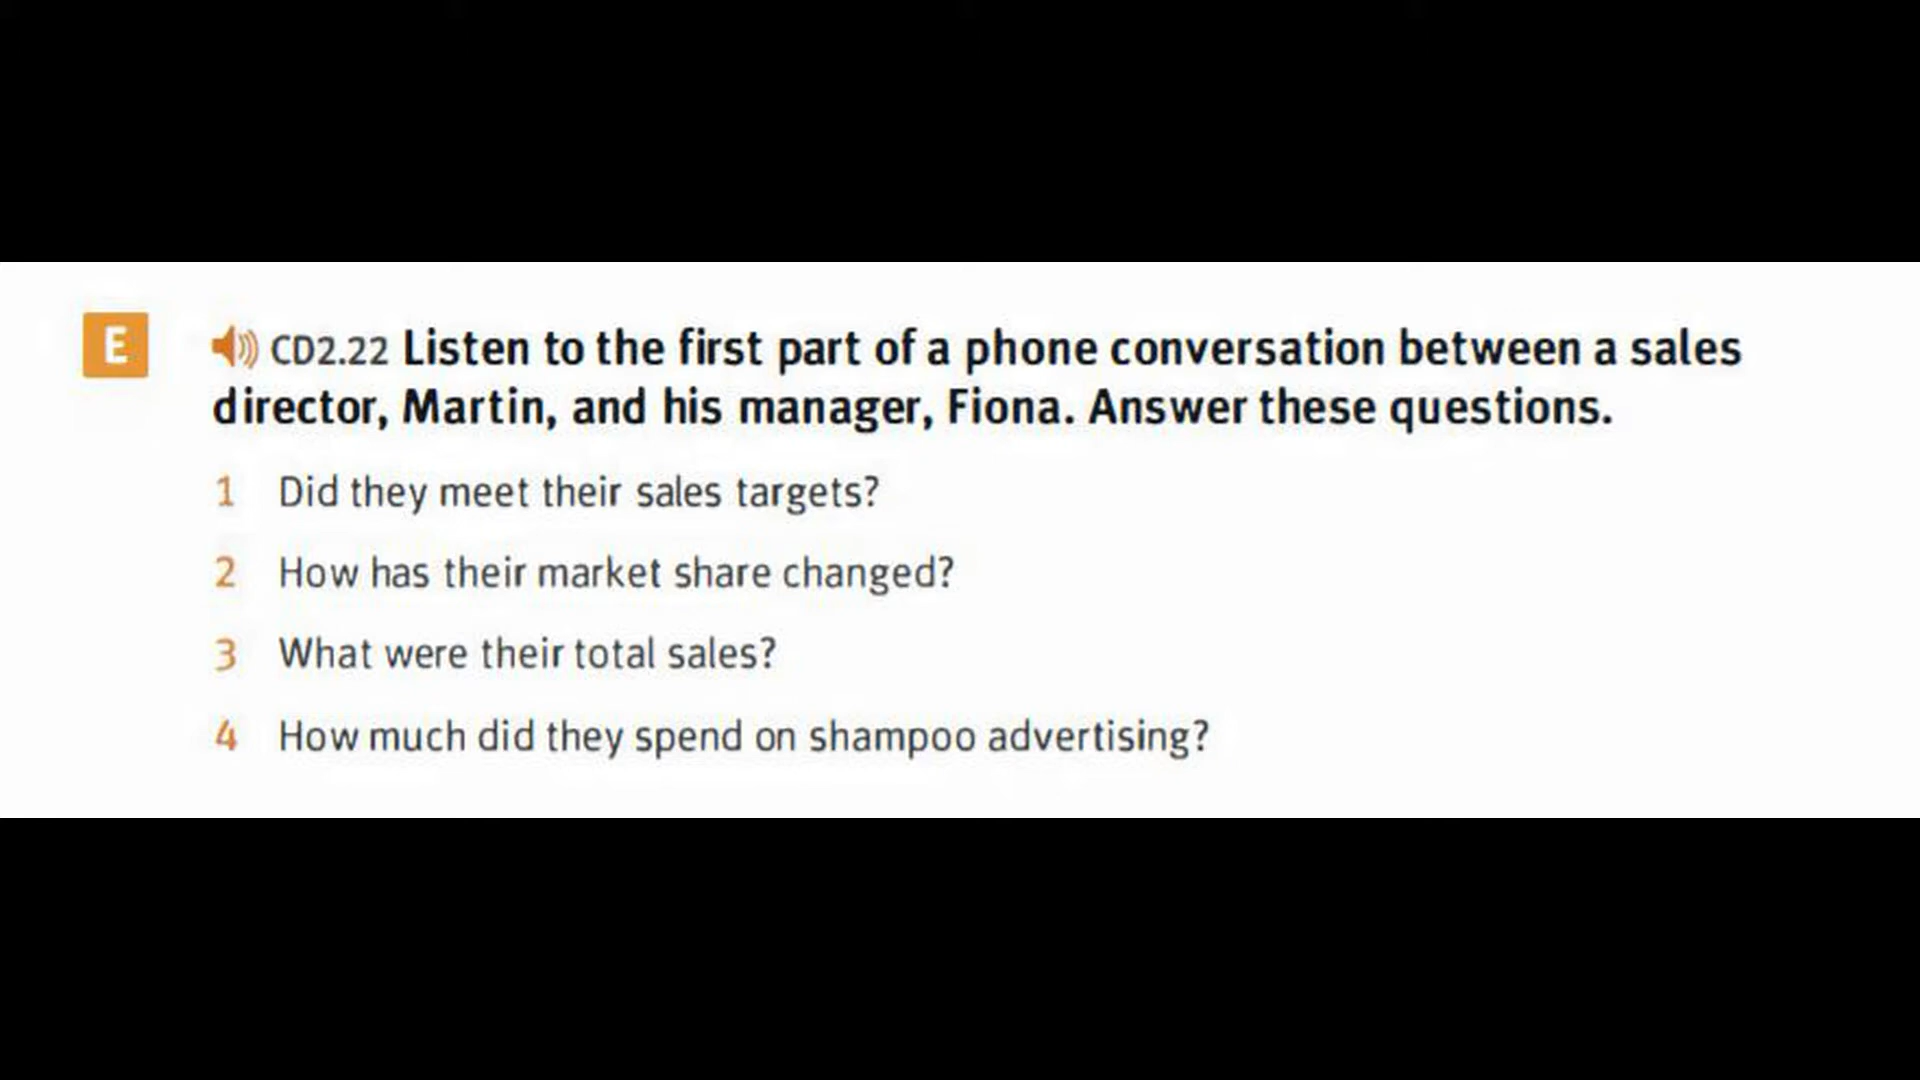 E CD2.22 Listen to the first part of a phone conversation between a sales
director, Martin, and his manager, Fiona. Answer these questions.
1 Did they meet their sales targets?
2 How has their market share changed?
3 What were their total sales?
4 How much did they spend on shampoo advertising?